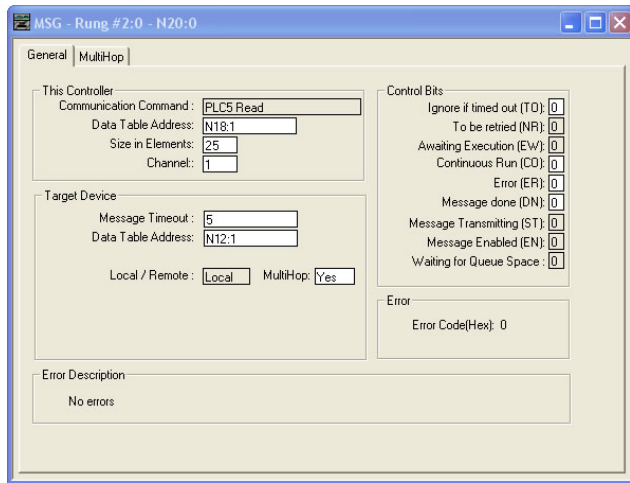 MSG - Rung #2:0 - N20:0
General MultiHop
This Controller
Communication Command : PLC5 Read
Data Table Address: N18:1
Size in Elements: 25
Channel:: 1
Target Device
Message Timeout : 5
Data Table Address: N12:1
Local / Remote : Local MultiHop: Yes
Control Bits
Ignore if timed out (TO): 0
To be retried (NR): 0
Awaiting Execution (EW): 0
Continuous Run (CO): 0
Error (ER): 0
Message done (DN): 0
Message Transmitting (ST): 0
Message Enabled (EN): 0
Waiting for Queue Space : 0
Error
Error Code(Hex): 0
Error Description
No errors